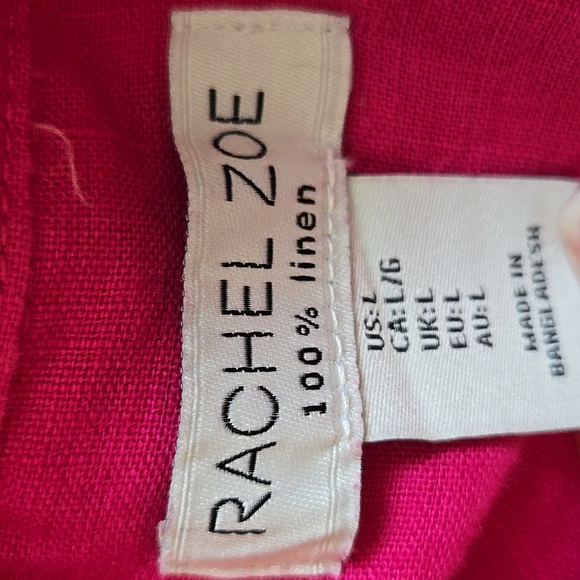 RACHEL ZOE
100% linen
US:L
CA:L/G
UK:L
EU:L
AU:L
MADE IN
BANGLADESH